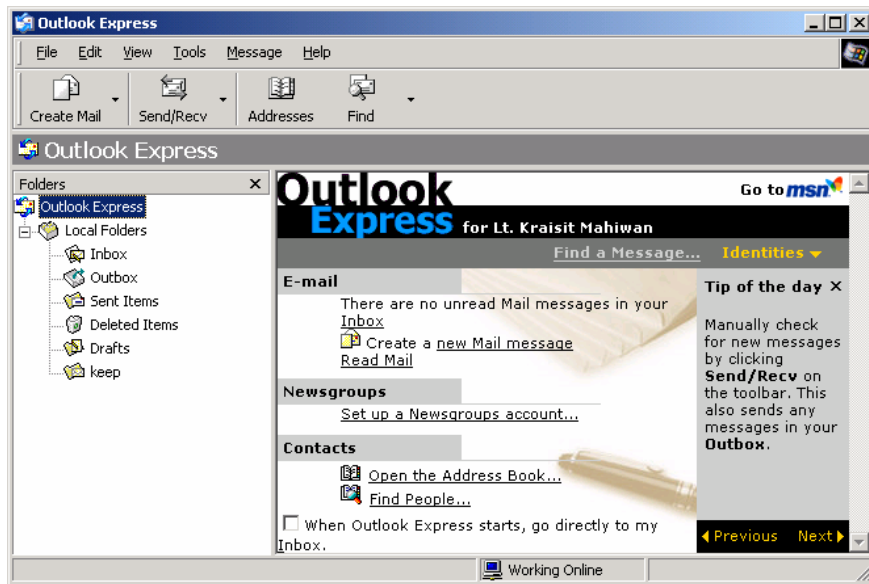 Outlook Express
File Edit View Tools Message Help
Create Mail Send/Recv Addresses Find
Outlook Express
Folders
Outlook Express
Local Folders
Inbox
Outbox
Sent Items
Deleted Items
Drafts
keep
Outlook
Express for Lt. Kraisit Mahiwan
Go to msn
Find a Message... Identities
E-mail
There are no unread Mail messages in your
Inbox
Create a new Mail message
Read Mail
Newsgroups
Set up a Newsgroups account...
Contacts
Open the Address Book...
Find People...
When Outlook Express starts, go directly to my
Inbox.
Tip of the day
Manually check
for new messages
by clicking
Send/Recv on
the toolbar. This
also sends any
messages in your
Outbox.
Previous Next
Working Online